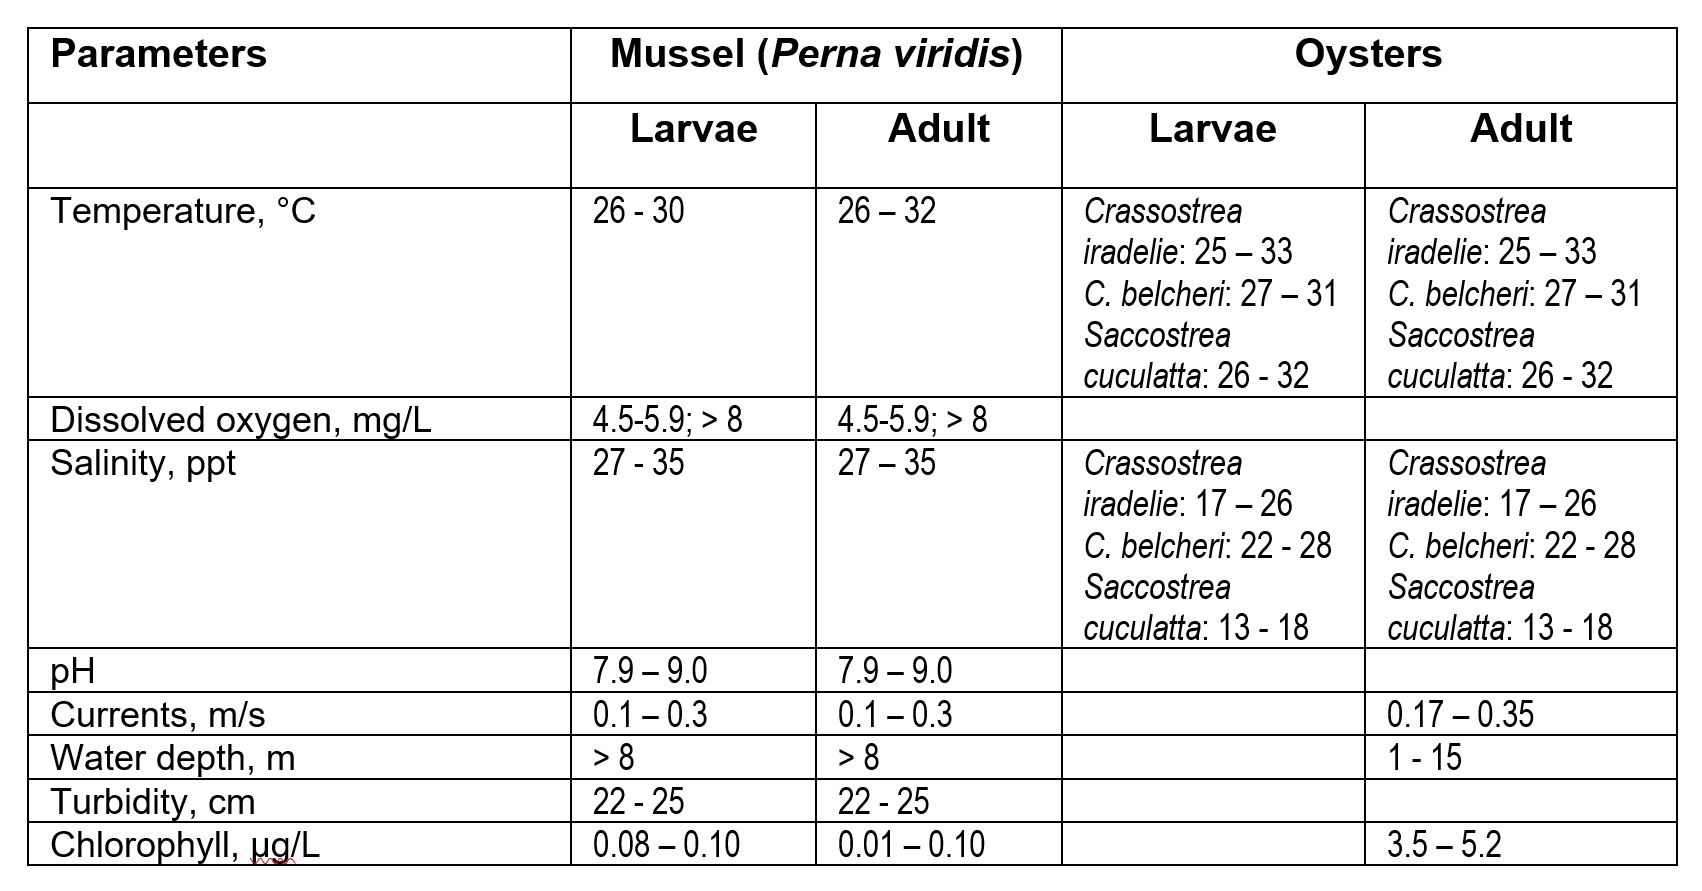 Parameters Mussel (Perna viridis) Oysters
Larvae Adult Larvae Adult
Temperature, °C 26 - 30 26 – 32 Crassostrea Crassostrea
iradelie: 25 – 33 iradelie: 25 – 33
C. belcheri: 27 – 31 C. belcheri: 27 – 31
Saccostrea Saccostrea
cuculatta: 26 - 32 cuculatta: 26 - 32
Dissolved oxygen, mg/L 4.5-5.9; > 8 4.5-5.9; > 8
Salinity, ppt 27 - 35 27 – 35 Crassostrea Crassostrea
iradelie: 17 – 26 iradelie: 17 – 26
C. belcheri: 22 - 28 C. belcheri: 22 - 28
Saccostrea Saccostrea
cuculatta: 13 - 18 cuculatta: 13 - 18
pH 7.9 – 9.0 7.9 – 9.0
Currents, m/s 0.1 – 0.3 0.1 – 0.3 0.17 – 0.35
Water depth, m > 8 > 8 1 - 15
Turbidity, cm 22 - 25 22 - 25
Chlorophyll, µg/L 0.08 – 0.10 0.01 – 0.10 3.5 – 5.2